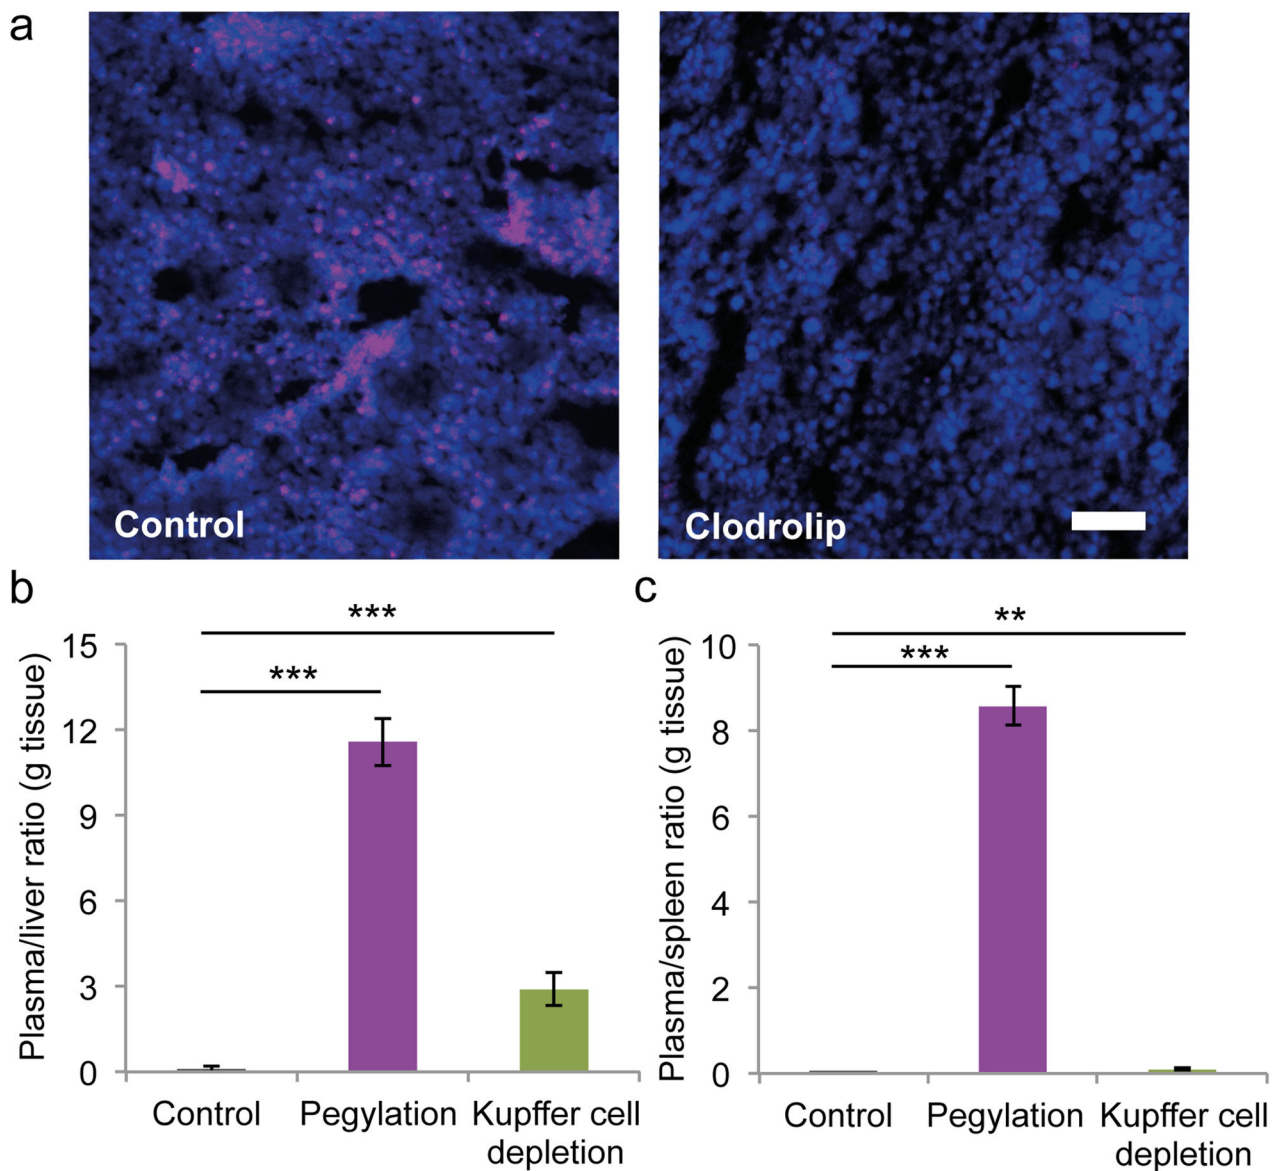 a
Control
Clodrolip
b
***
***
Plasma/liver ratio (g tissue)
15
12
9
6
3
0
Control
Pegylation
Kupffer cell
depletion
c
**
***
Plasma/spleen ratio (g tissue)
10
8
6
4
2
0
Control
Pegylation
Kupffer cell
depletion